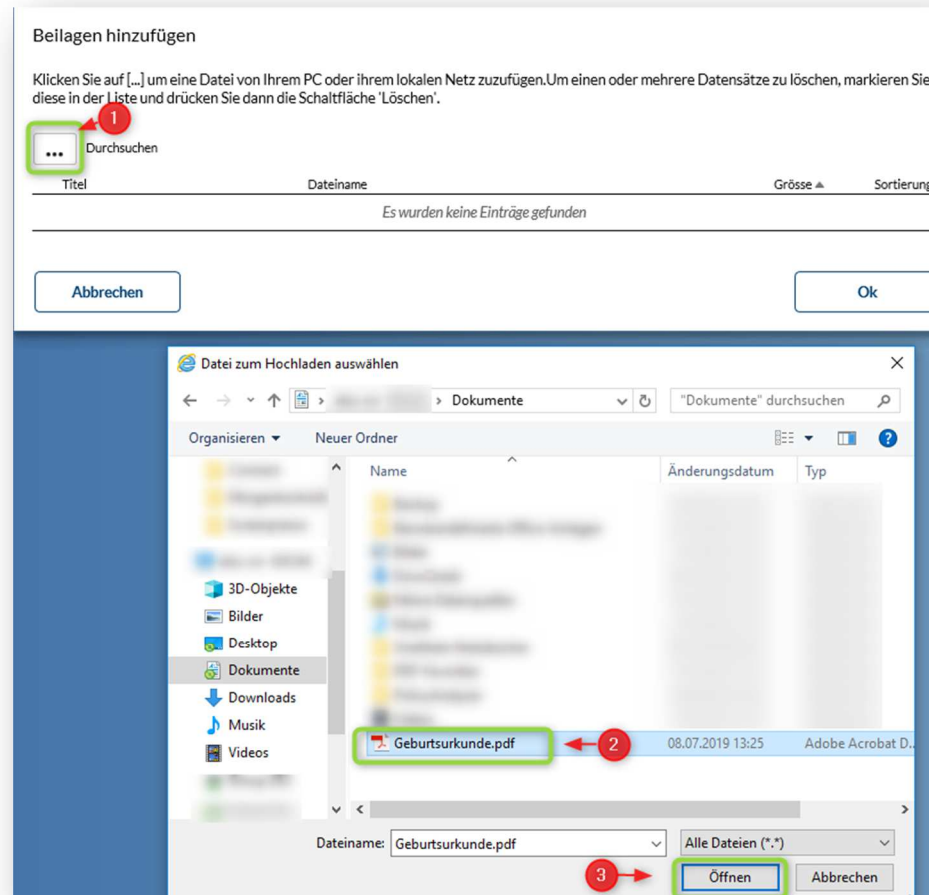 Beilagen hinzufügen
Klicken Sie auf [...] um eine Datei von Ihrem PC oder ihrem lokalen Netz zuzufügen.Um einen oder mehrere Datensätze zu löschen, markieren Sie
diese in der Liste und drücken Sie dann die Schaltfläche 'Löschen'.
1
... Durchsuchen
Titel Dateiname Grösse Sortierung
Es wurden keine Einträge gefunden
Abbrechen Ok
Datei zum Hochladen auswählen
Dokumente "Dokumente" durchsuchen
Organisieren Neuer Ordner
Name Änderungsdatum Typ
3D-Objekte
Bilder
Desktop
Dokumente
Downloads
Musik
Videos
Geburtsurkunde.pdf 2 08.07.2019 13:25 Adobe Acrobat D...
Dateiname: Geburtsurkunde.pdf Alle Dateien (*.*)
3 Öffnen Abbrechen